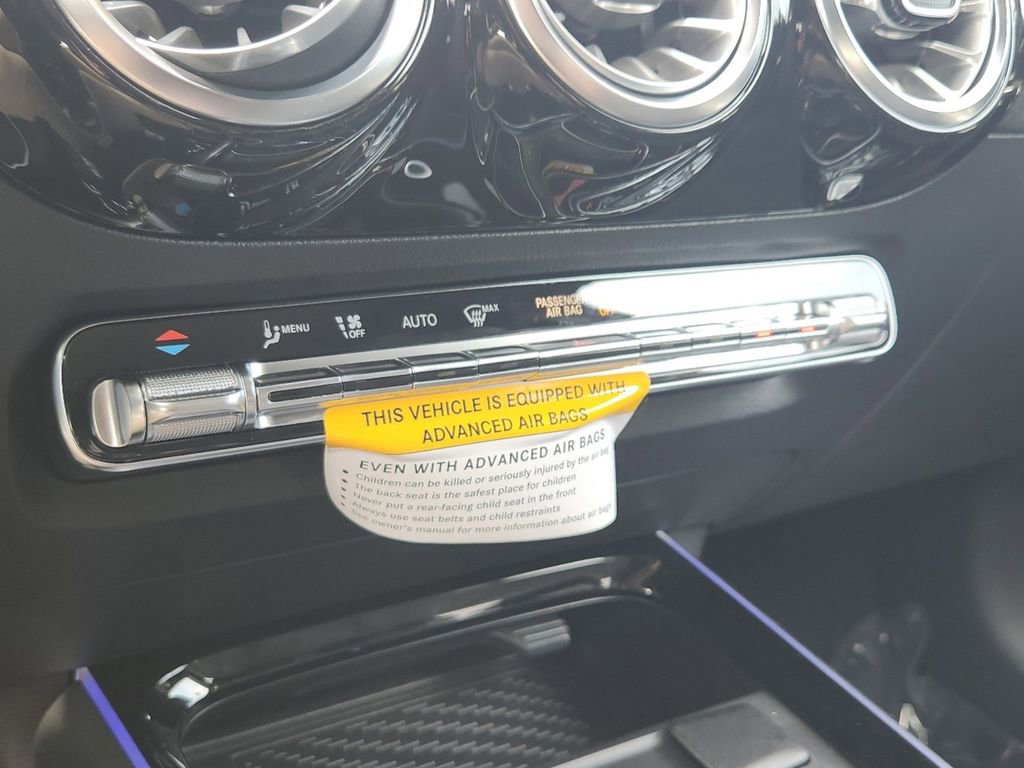 MENU
OFF
AUTO
MAX
PASSENGER
AIR BAG
THIS VEHICLE IS EQUIPPED WITH
ADVANCED AIR BAGS
EVEN WITH ADVANCED AIR BAGS
• Children can be killed or seriously injured by the air bag
• The back seat is the safest place for children
• Never put a rear-facing child seat in the front
• Always use seat belts and child restraints
• See owner's manual for more information about air bags